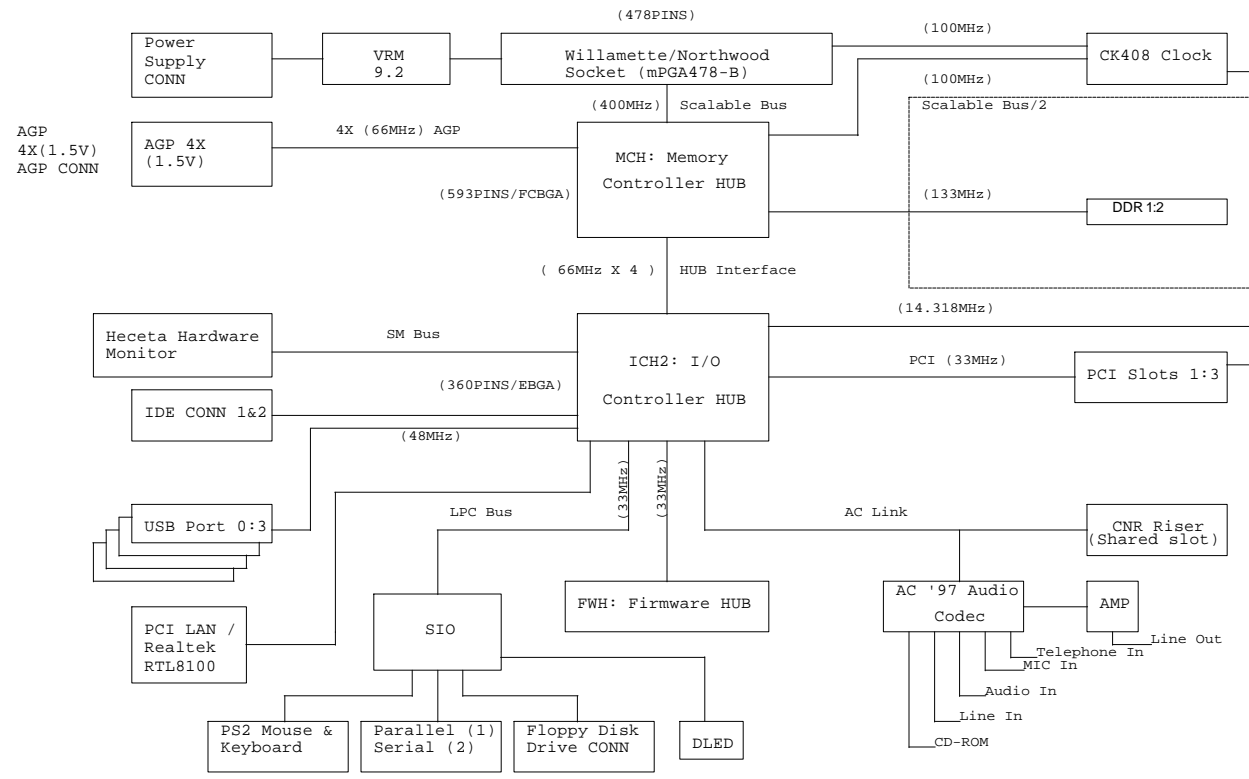 (478PINS)
Power
Supply
CONN
VRM
9.2
Willamette/Northwood
Socket (mPGA478-B)
(100MHz)
CK408 Clock
(100MHz)
(400MHz) Scalable Bus
Scalable Bus/2
AGP
4X(1.5V)
AGP CONN
AGP 4X
(1.5V)
4X (66MHz) AGP
MCH: Memory
Controller HUB
(593PINS/FCBGA)
(133MHz)
DDR 1:2
( 66MHz X 4 ) HUB Interface
(14.318MHz)
Heceta Hardware
Monitor
SM Bus
ICH2: I/O
Controller HUB
(360PINS/EBGA)
PCI (33MHz)
PCI Slots 1:3
IDE CONN 1&2
(48MHz)
(33MHz)
(33MHz)
USB Port 0:3
LPC Bus
AC Link
CNR Riser
(Shared slot)
PCI LAN /
Realtek
RTL8100
SIO
FWH: Firmware HUB
AC '97 Audio
Codec
AMP
Line Out
Telephone In
MIC In
Audio In
Line In
CD-ROM
PS2 Mouse &
Keyboard
Parallel (1)
Serial (2)
Floppy Disk
Drive CONN
DLED